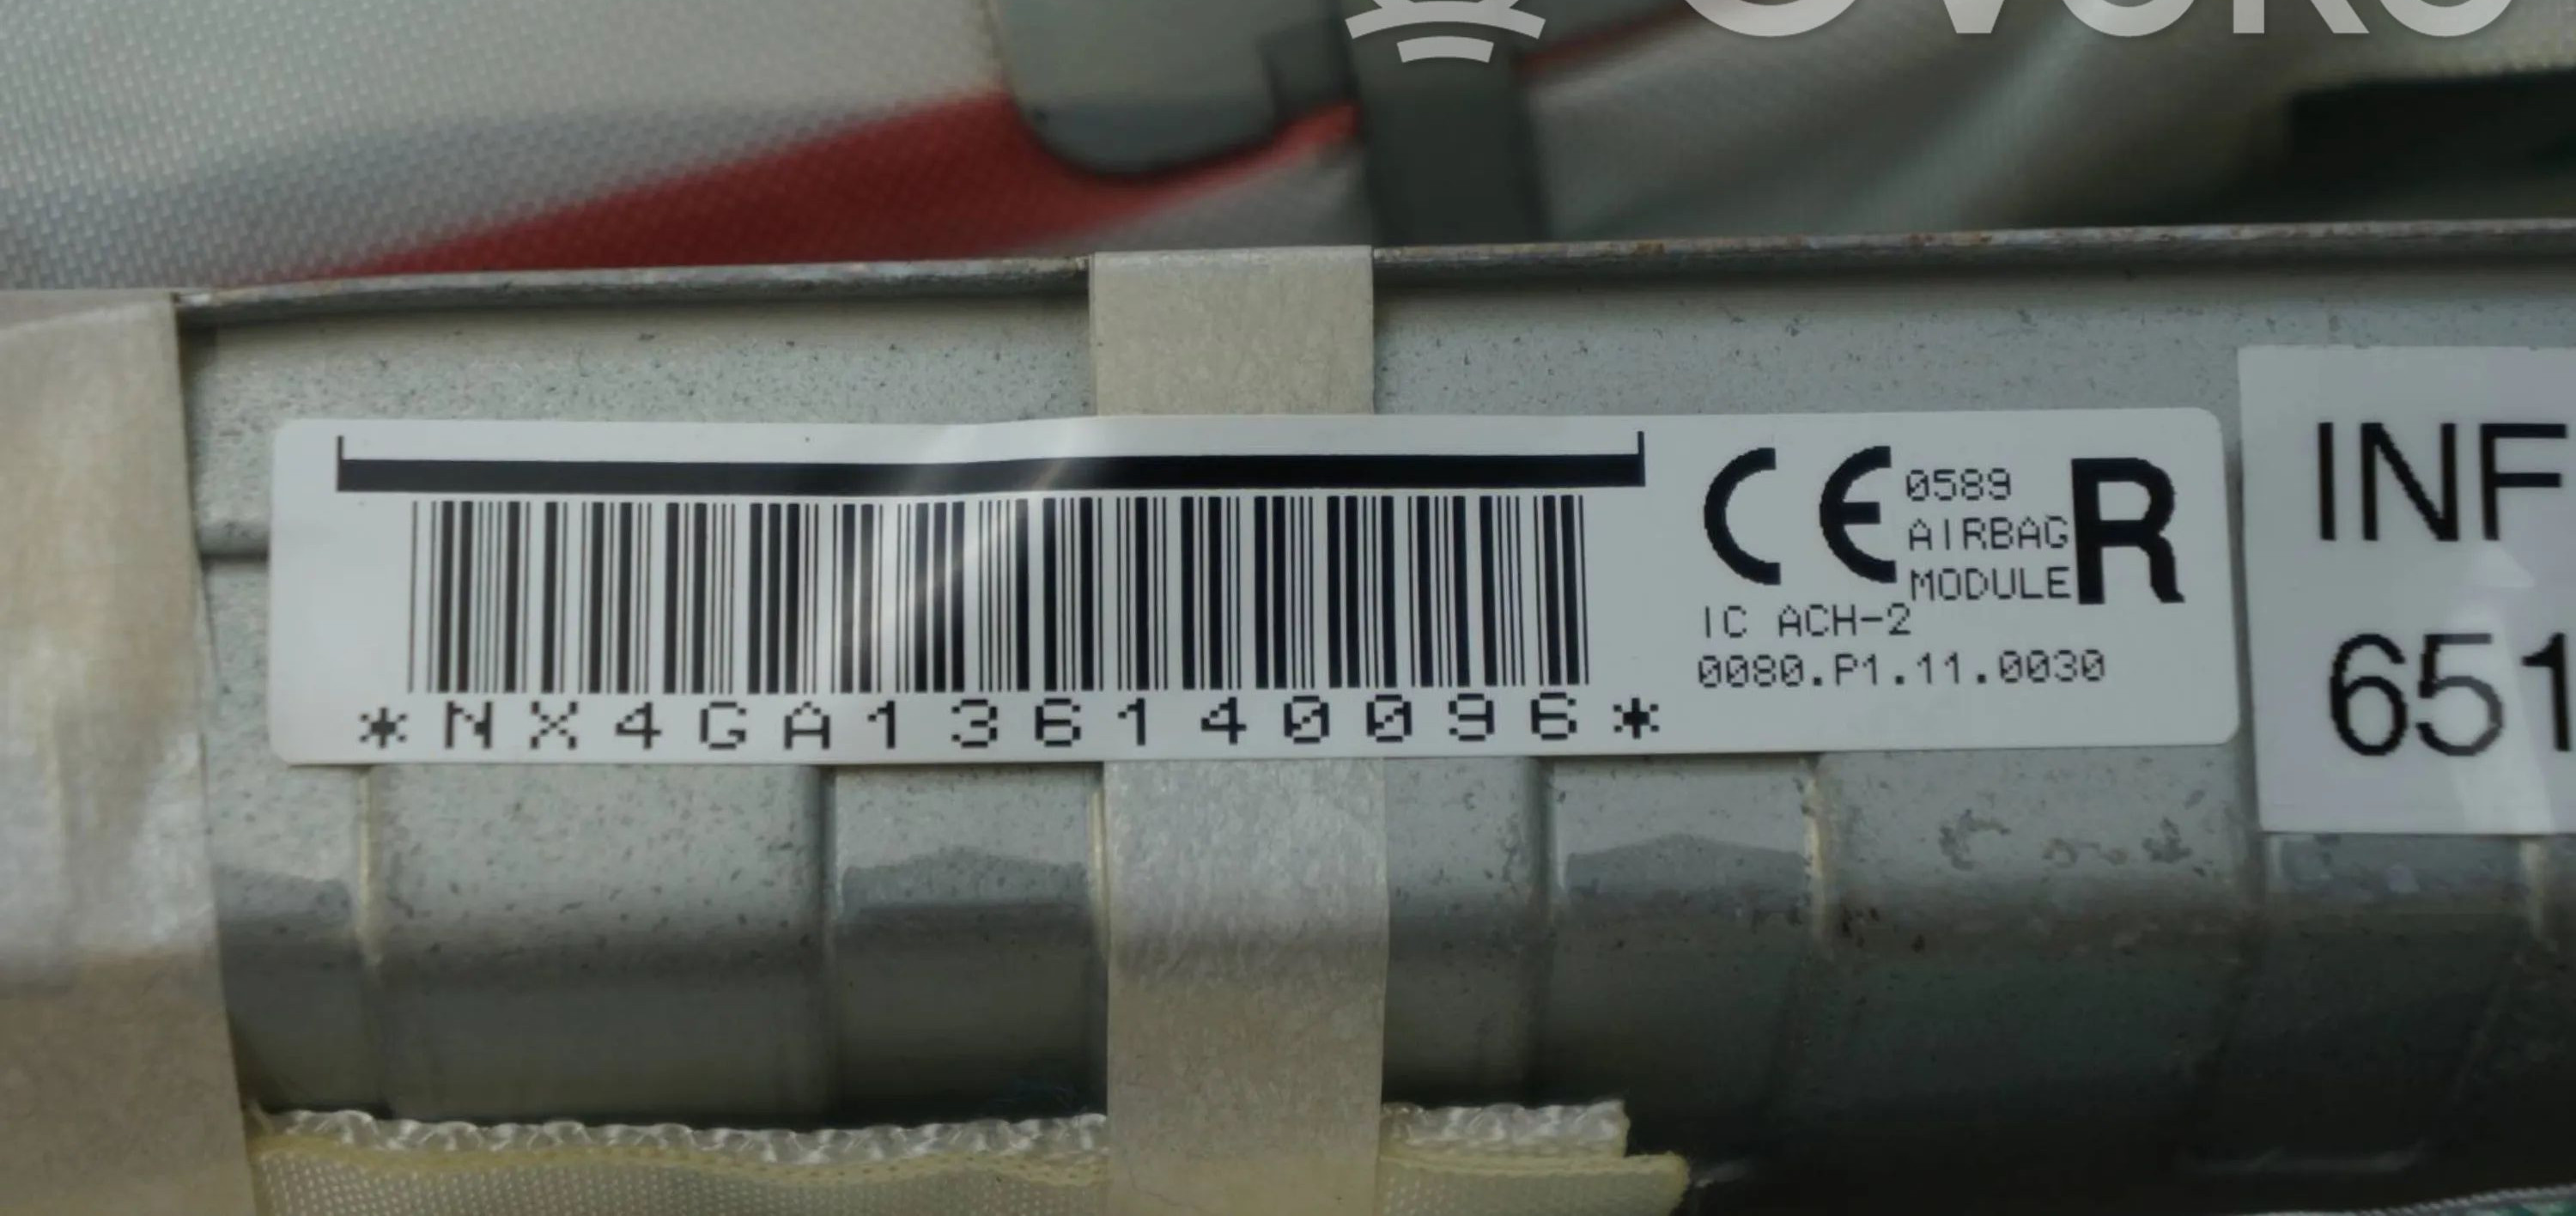 *NX4GA136140096*
CE 0589
AIRBAG
MODULE
R
IC ACH-2
0080.P1.11.0030
INF
651